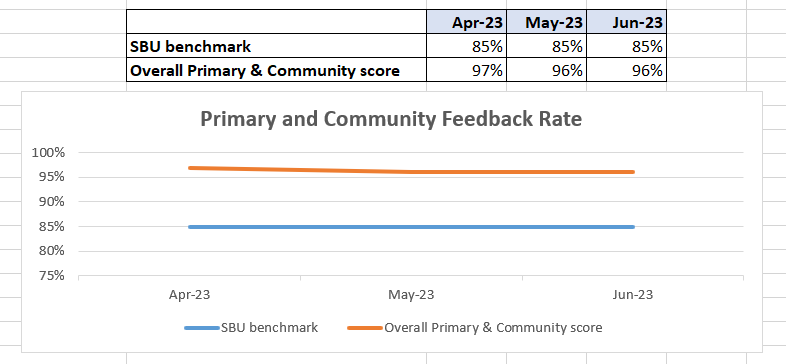 Apr-23 May-23 Jun-23
SBU benchmark 85% 85% 85%
Overall Primary & Community score 97% 96% 96%
Primary and Community Feedback Rate
100%
95%
90%
85%
80%
75%
Apr-23 May-23 Jun-23
SBU benchmark Overall Primary & Community score